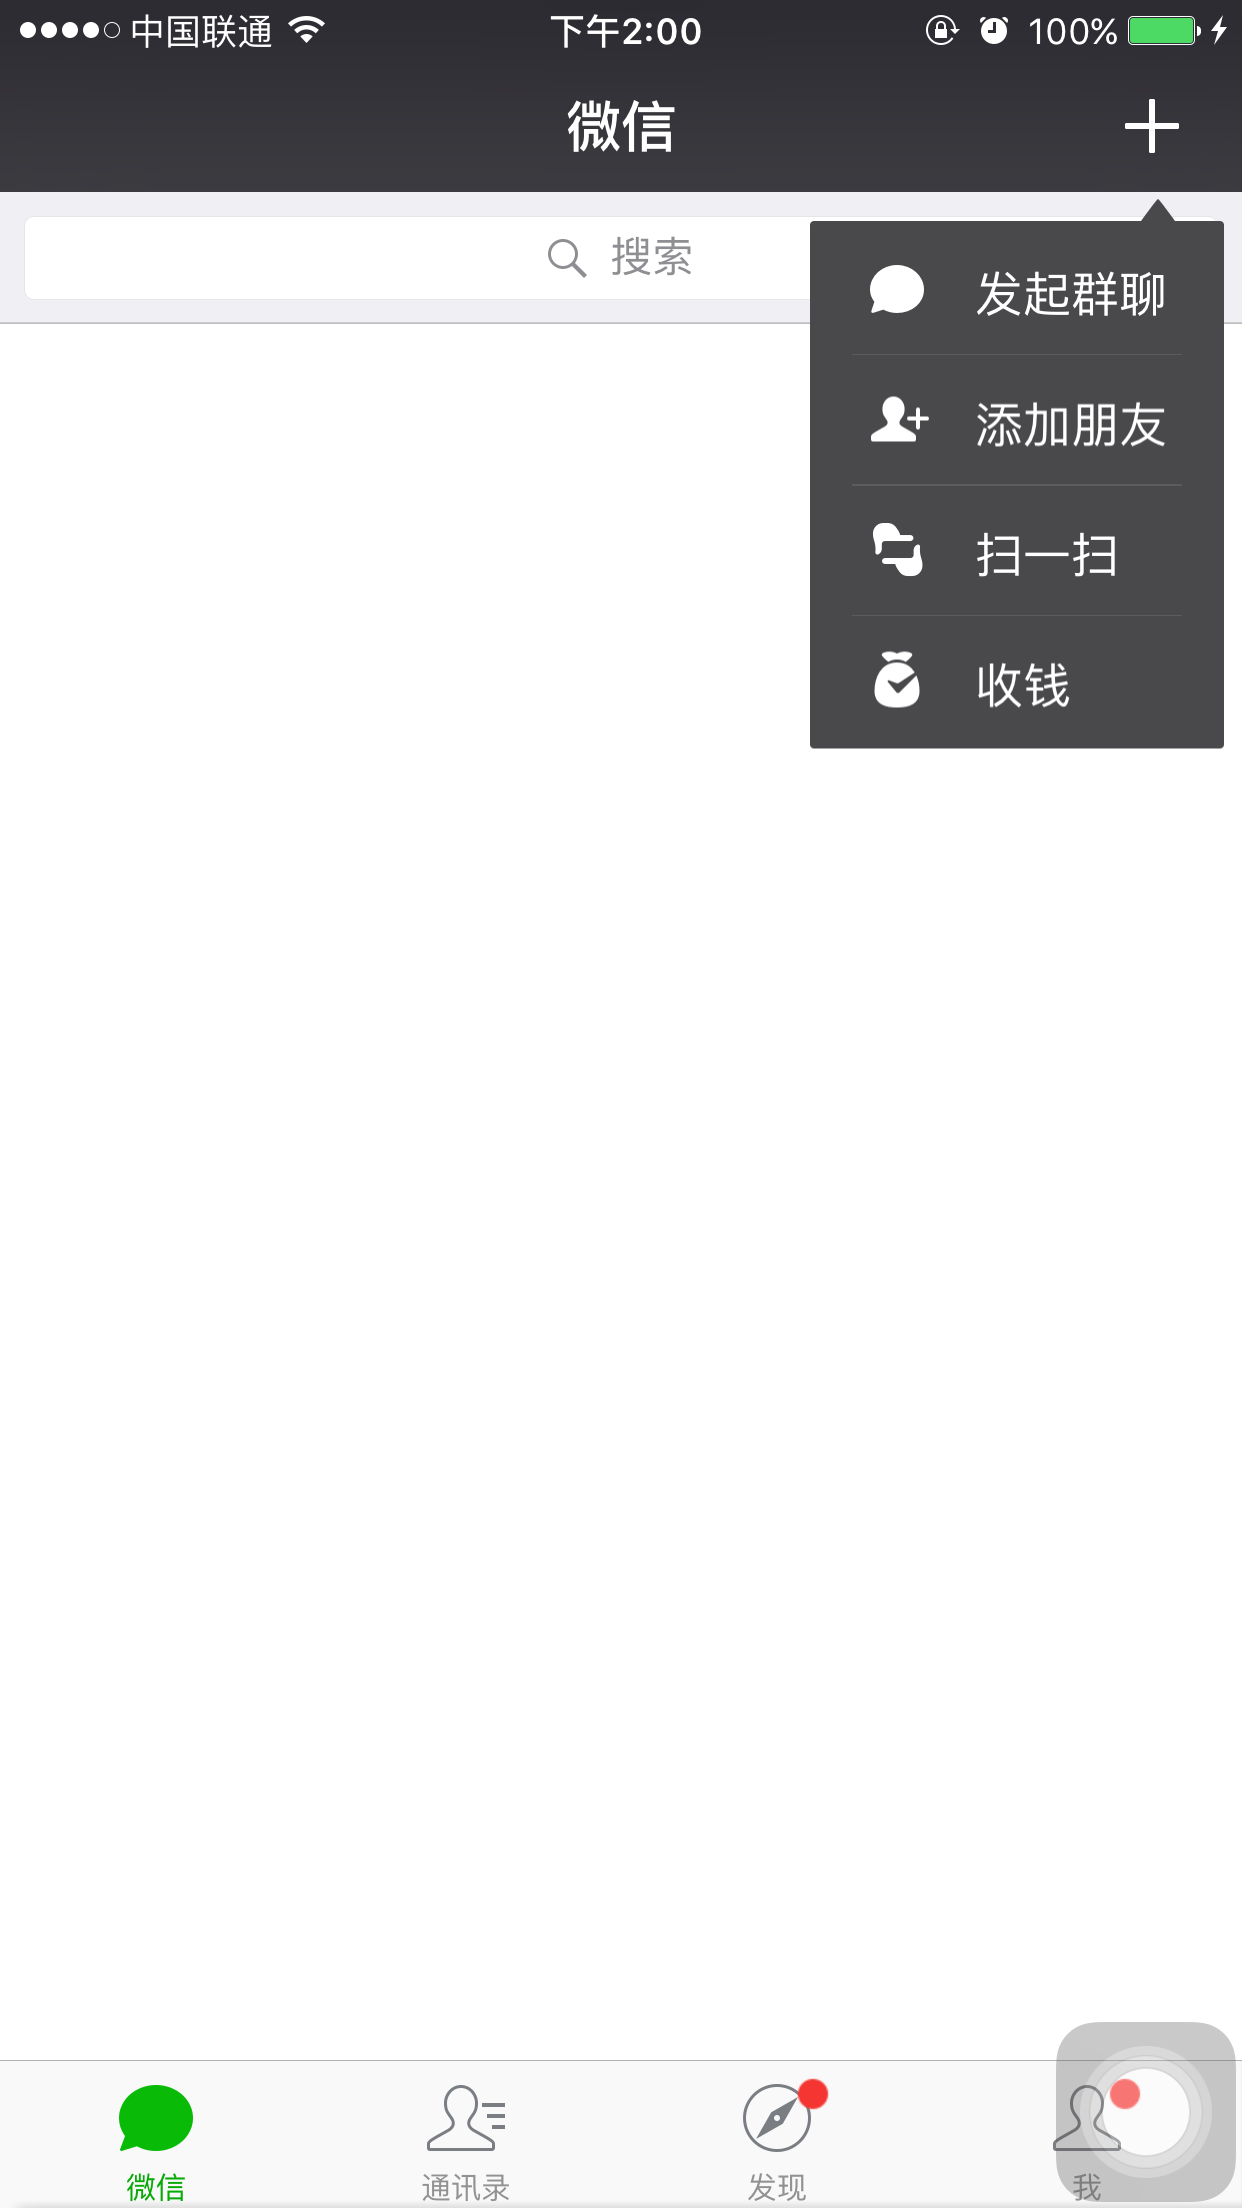 中国联通 下午2:00 100%
微信
搜索
发起群聊
添加朋友
扫一扫
收钱
微信 通讯录 发现 我